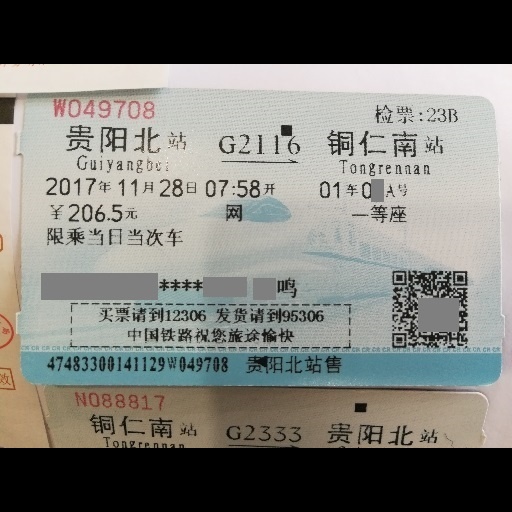 W049708
检票:23B
贵阳北站 G2116 铜仁南站
Guiyangbei Tongrennan
2017年11月28日07:58开 01车0 A号
￥206.5元 网 一等座
限乘当日当次车
**** 鸣
买票请到12306 发货请到95306
中国铁路祝您旅途愉快
47483300141129W049708 贵阳北站售
N088817
铜仁南站 G2333 贵阳北站
Tongrennan